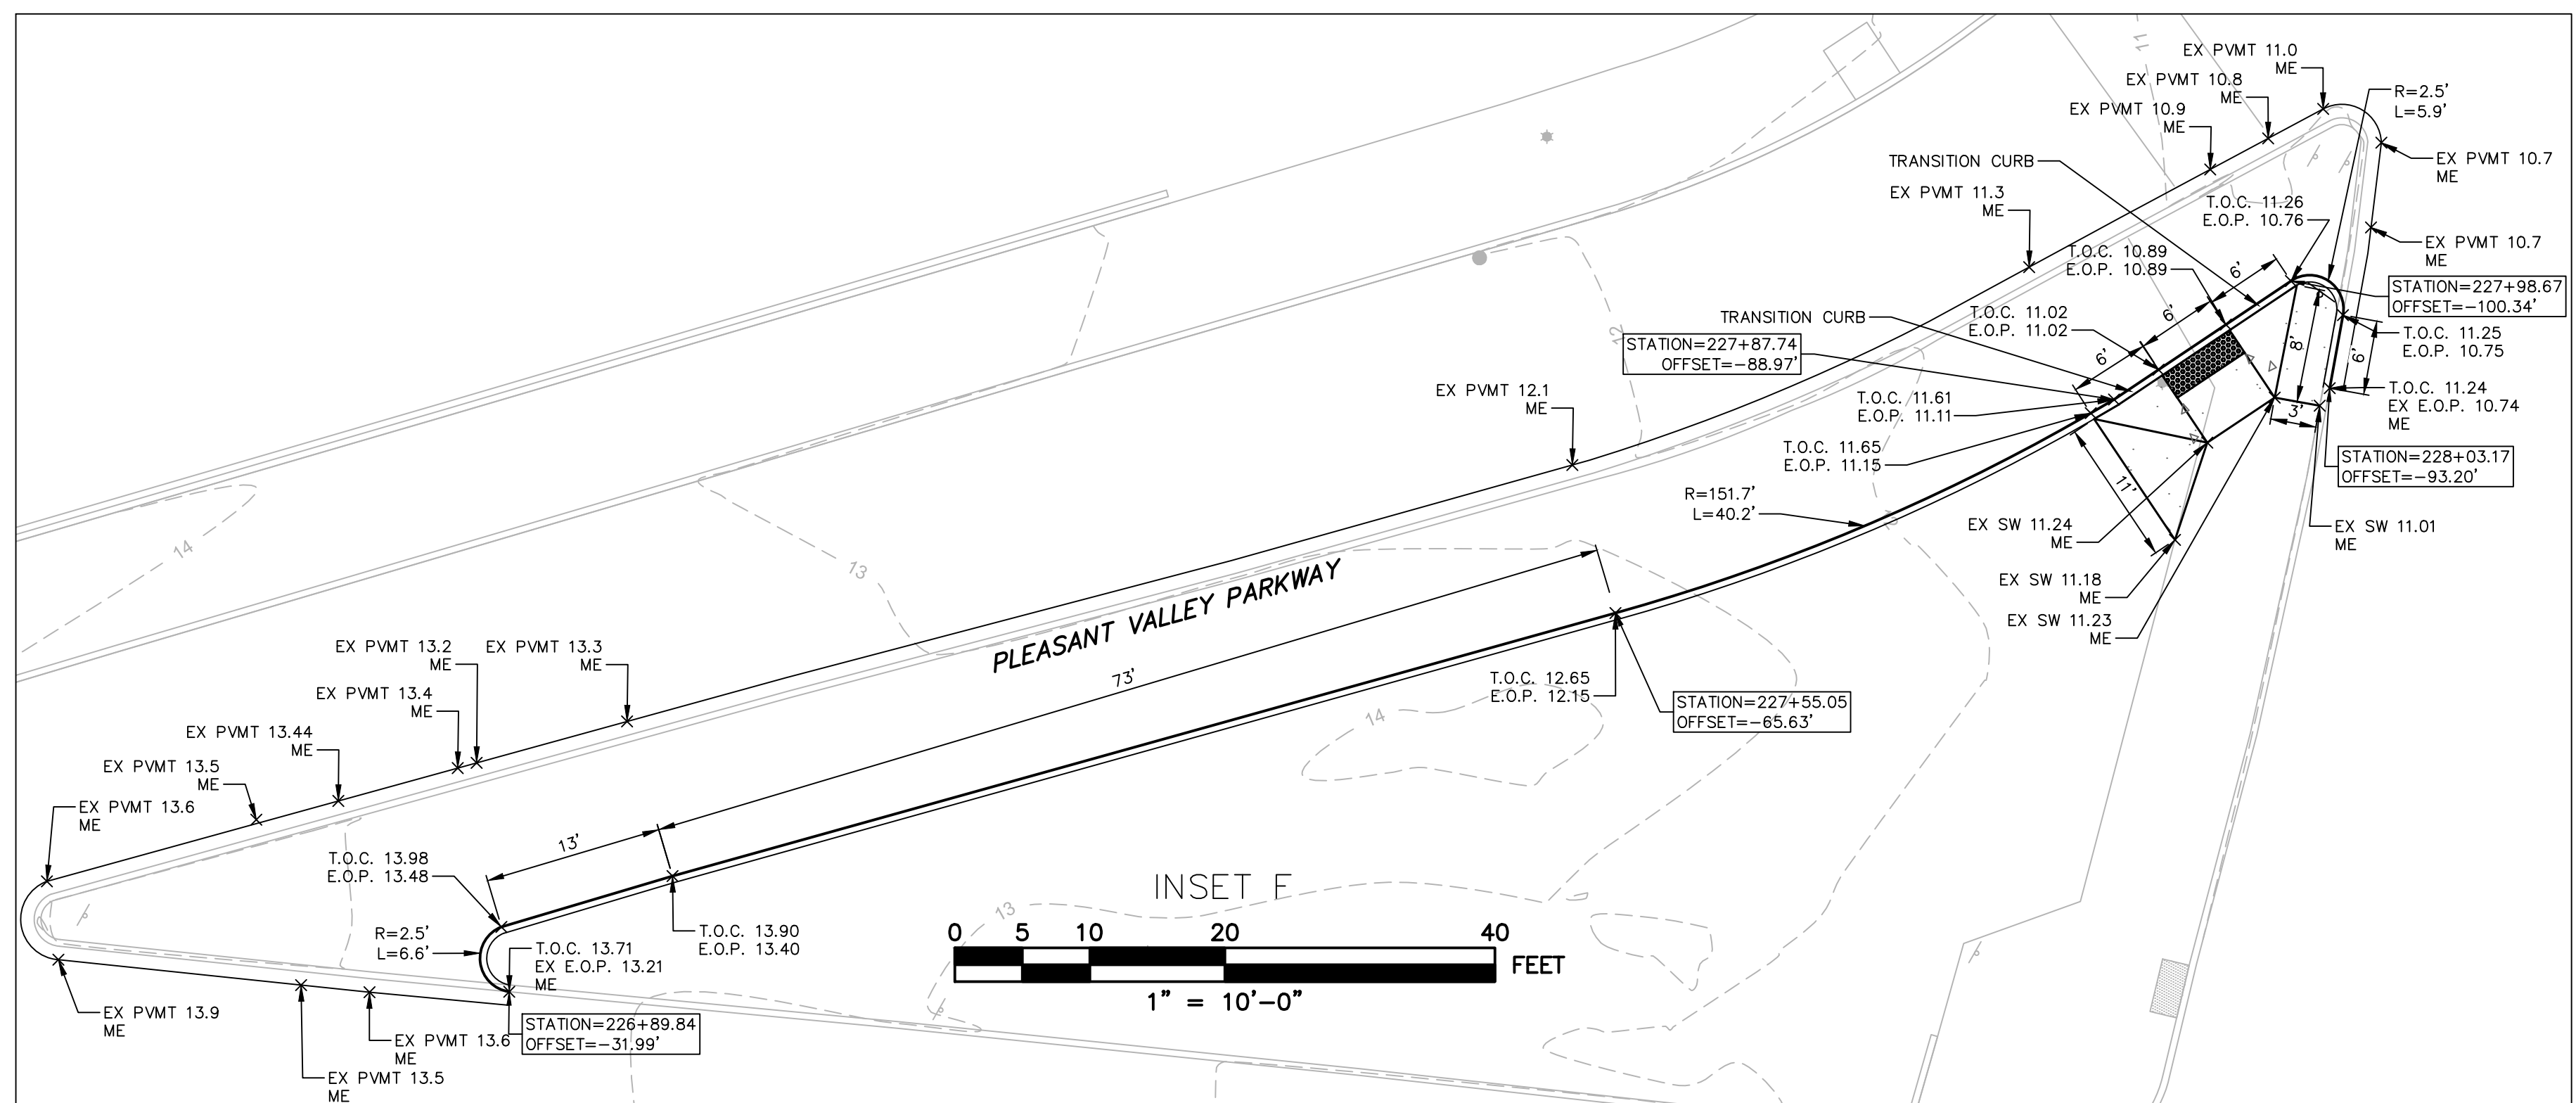 EX PVMT 11.0
ME
EX PVMT 10.8
ME
EX PVMT 10.9
ME
R=2.5'
L=5.9'
EX PVMT 10.7
ME
TRANSITION CURB
EX PVMT 11.3
ME
T.O.C. 11.26
E.O.P. 10.76
EX PVMT 10.7
ME
T.O.C. 10.89
E.O.P. 10.89
6'
6'
6'
STATION=227+98.67
OFFSET=-100.34'
TRANSITION CURB
T.O.C. 11.02
E.O.P. 11.02
STATION=227+87.74
OFFSET=-88.97'
T.O.C. 11.25
E.O.P. 10.75
8'
6'
EX PVMT 12.1
ME
T.O.C. 11.61
E.O.P. 11.11
T.O.C. 11.24
EX E.O.P. 10.74
ME
3'
T.O.C. 11.65
E.O.P. 11.15
STATION=228+03.17
OFFSET=-93.20'
11'
R=151.7'
L=40.2'
EX SW 11.24
ME
EX SW 11.01
ME
EX SW 11.18
ME
EX SW 11.23
ME
14
13
11
PLEASANT VALLEY PARKWAY
73'
EX PVMT 13.2
ME
EX PVMT 13.3
ME
EX PVMT 13.4
ME
T.O.C. 12.65
E.O.P. 12.15
STATION=227+55.05
OFFSET=-65.63'
14
EX PVMT 13.44
ME
EX PVMT 13.5
ME
EX PVMT 13.6
ME
13'
T.O.C. 13.98
E.O.P. 13.48
T.O.C. 13.90
E.O.P. 13.40
R=2.5'
L=6.6'
T.O.C. 13.71
EX E.O.P. 13.21
ME
STATION=226+89.84
OFFSET=-31.99'
EX PVMT 13.9
ME
EX PVMT 13.6
ME
EX PVMT 13.5
ME
INSET F
13
0 5 10 20 40
FEET
1" = 10'-0"